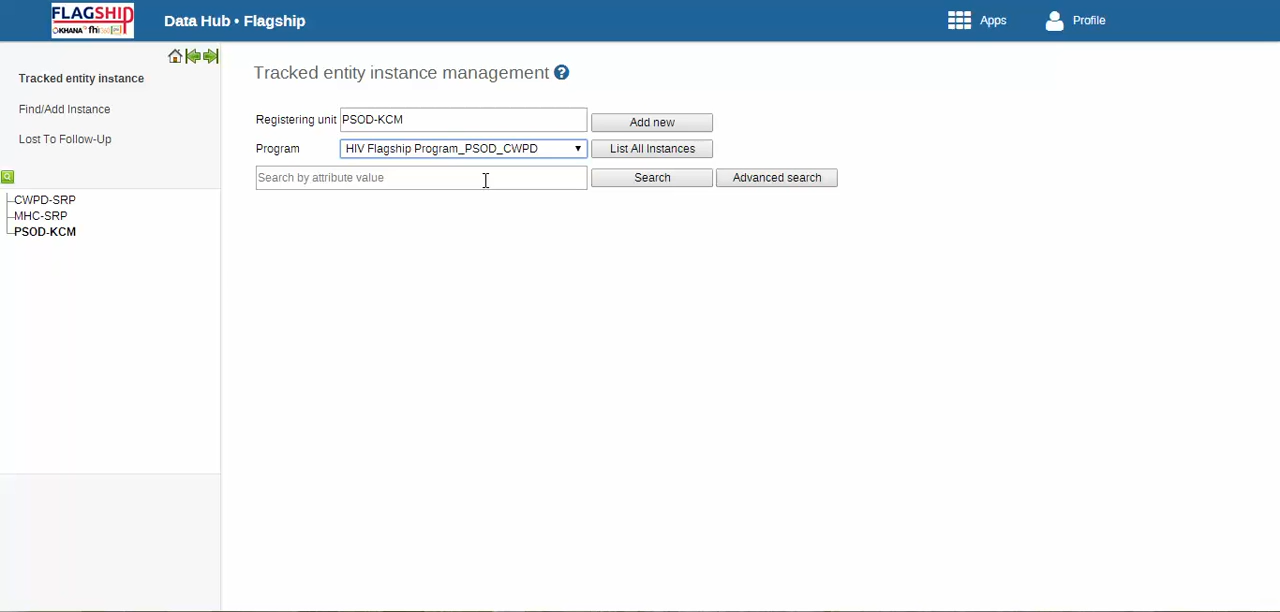 FLAGSHIP
KHANA fhi360
Data Hub • Flagship
Apps
Profile
Tracked entity instance
Find/Add Instance
Lost To Follow-Up
CWPD-SRP
MHC-SRP
PSOD-KCM
Tracked entity instance management ?
Registering unit PSOD-KCM Add new
Program HIV Flagship Program_PSOD_CWPD List All Instances
Search by attribute value Search Advanced search